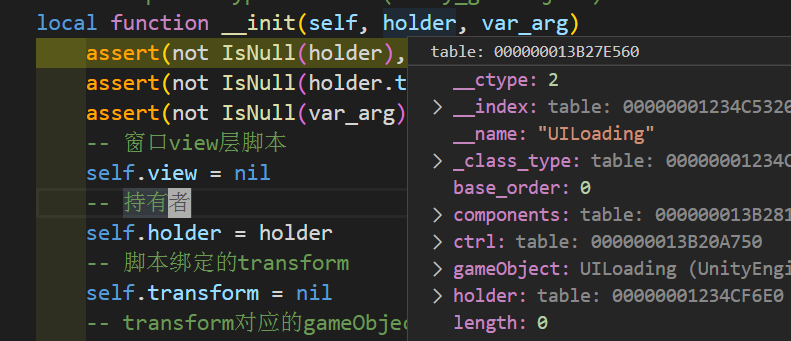 local function __init(self, holder, var_arg)
assert(not IsNull(holder),
assert(not IsNull(holder.t
assert(not IsNull(var_arg)
-- 窗口view层脚本
self.view = nil
-- 持有者
self.holder = holder
-- 脚本绑定的transform
self.transform = nil
-- transform对应的gameObjec
table: 000000013B27E560
__ctype: 2
> __index: table: 00000001234C5320
__name: "UILoading"
> _class_type: table: 00000001234C
base_order: 0
> components: table: 000000013B281
> ctrl: table: 000000013B20A750
> gameObject: UILoading (UnityEngi
> holder: table: 00000001234CF6E0
length: 0